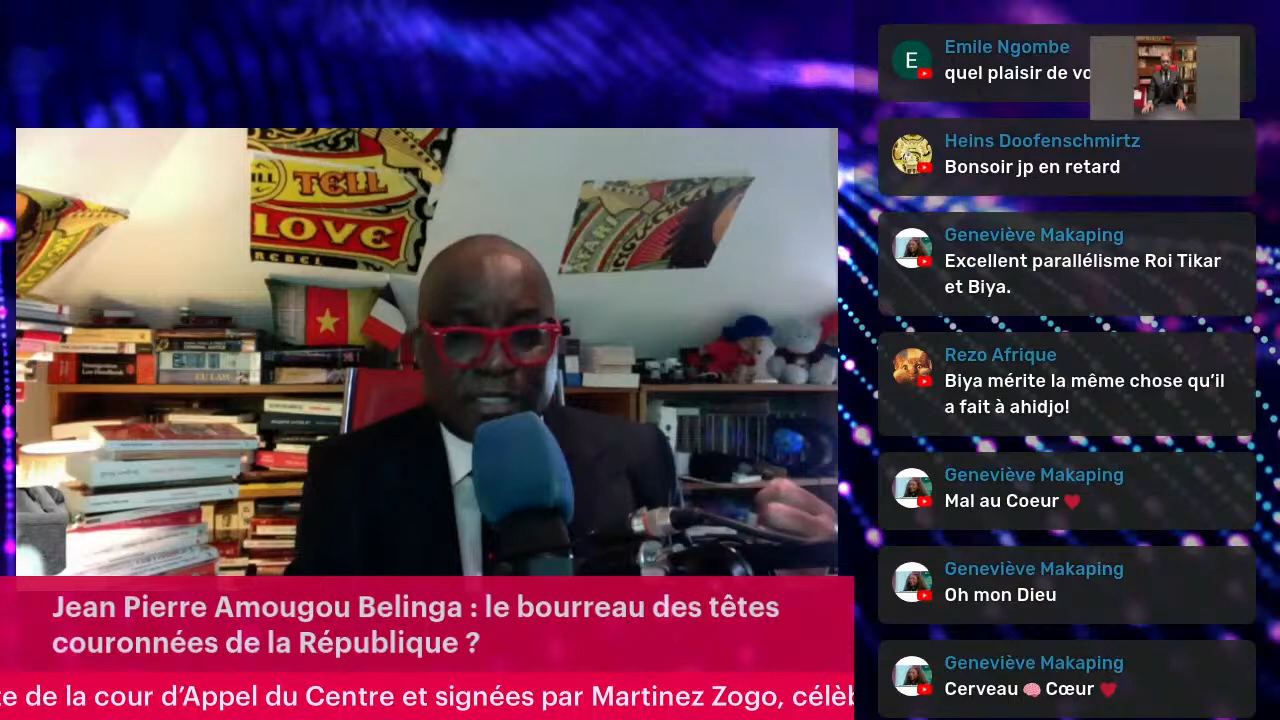 TELL
LOVE
REBEL
Jean Pierre Amougou Belinga : le bourreau des têtes
couronnées de la République ?
de la cour d’Appel du Centre et signées par Martinez Zogo,
Emile Ngombe
quel plaisir de
Heins Doofenschmirtz
Bonsoir jp en retard
Geneviève Makaping
Excellent parallélisme Roi Tikar
et Biya.
Rezo Afrique
Biya mérite la même chose qu’il
a fait à ahidjo!
Geneviève Makaping
Mal au Coeur ♥
Geneviève Makaping
Oh mon Dieu
Geneviève Makaping
Cerveau 🧠 Cœur ♥